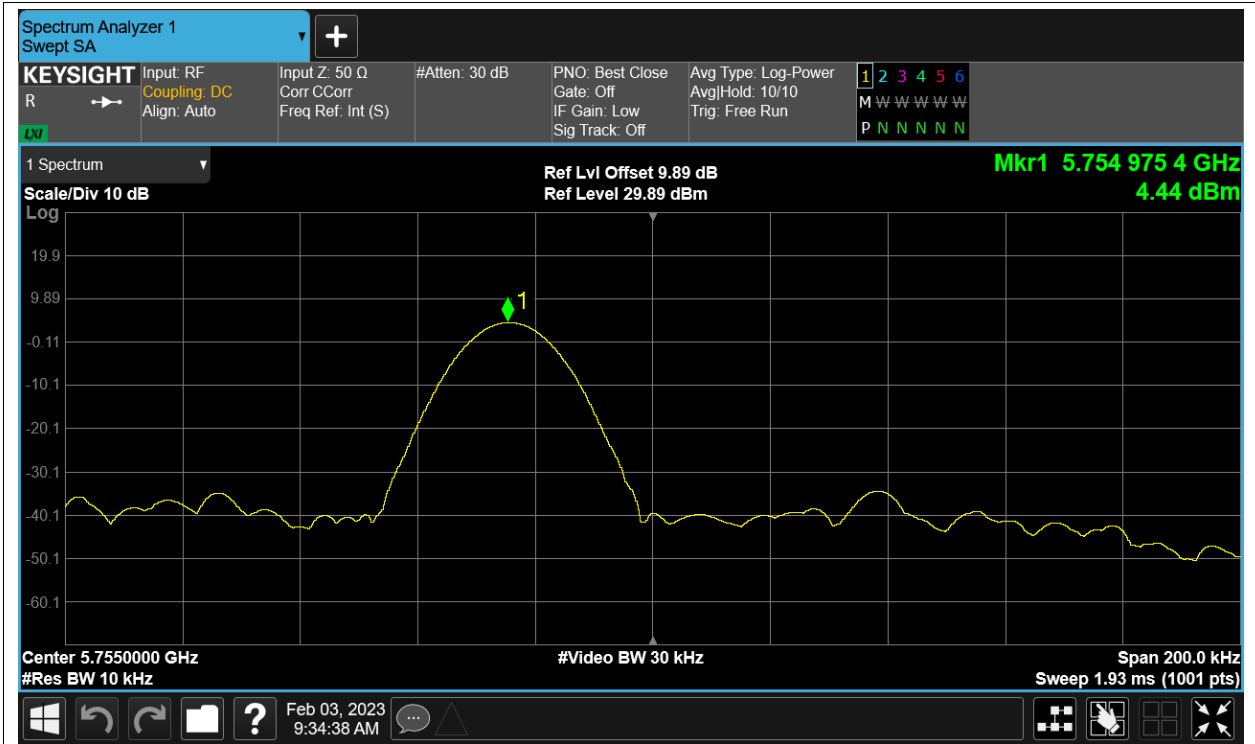 Spectrum Analyzer 1
Swept SA
KEYSIGHT
R
LXI
Input: RF
Coupling: DC
Align: Auto
Input Z: 50 Ω
Corr CCorr
Freq Ref: Int (S)
#Atten: 30 dB
PNO: Best Close
Gate: Off
IF Gain: Low
Sig Track: Off
Avg Type: Log-Power
Avg|Hold: 10/10
Trig: Free Run
1 2 3 4 5 6
M W W W W W
P N N N N N
1 Spectrum
Scale/Div 10 dB
Log
Ref Lvl Offset 9.89 dB
Ref Level 29.89 dBm
Mkr1 5.754 975 4 GHz
4.44 dBm
19.9
9.89
1
-0.11
-10.1
-20.1
-30.1
-40.1
-50.1
-60.1
Center 5.7550000 GHz
#Res BW 10 kHz
#Video BW 30 kHz
Span 200.0 kHz
Sweep 1.93 ms (1001 pts)
?
Feb 03, 2023
9:34:38 AM